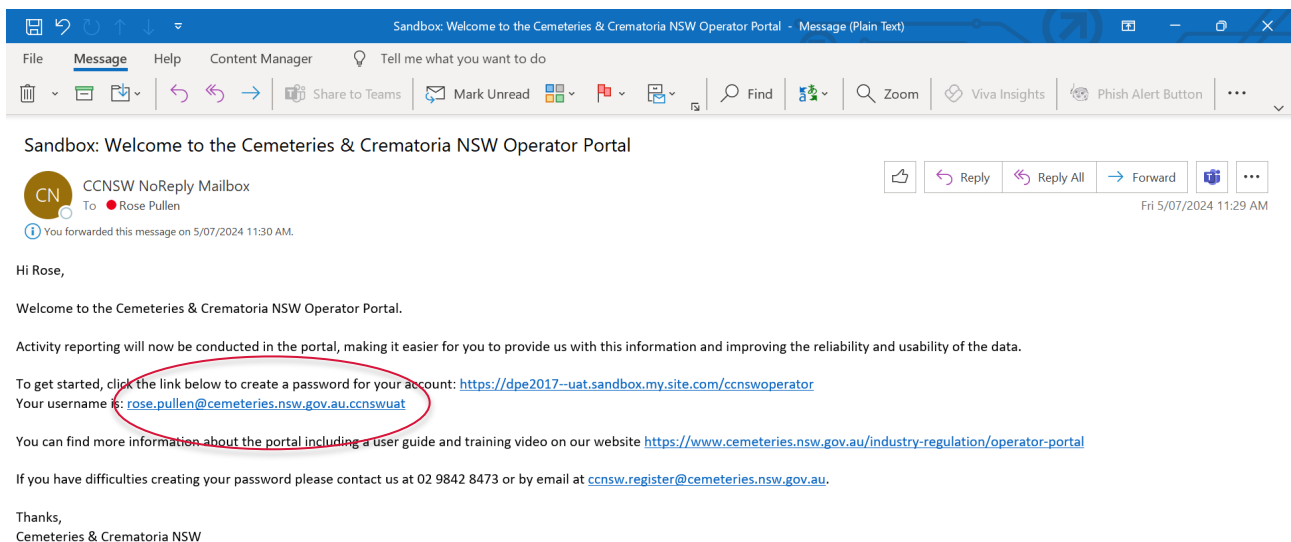 Sandbox: Welcome to the Cemeteries & Crematoria NSW Operator Portal - Message (Plain Text)
File Message Help Content Manager Tell me what you want to do
Share to Teams Mark Unread Find Zoom Viva Insights Phish Alert Button
Sandbox: Welcome to the Cemeteries & Crematoria NSW Operator Portal
CN
CCNSW NoReply Mailbox
To Rose Pullen
Reply Reply All Forward
Fri 5/07/2024 11:29 AM
You forwarded this message on 5/07/2024 11:30 AM.
Hi Rose,
Welcome to the Cemeteries & Crematoria NSW Operator Portal.
Activity reporting will now be conducted in the portal, making it easier for you to provide us with this information and improving the reliability and usability of the data.
To get started, click the link below to create a password for your account: https://dpe2017--uat.sandbox.my.site.com/ccnswoperator
Your username is: rose.pullen@cemeteries.nsw.gov.au.ccnswuat
You can find more information about the portal including a user guide and training video on our website https://www.cemeteries.nsw.gov.au/industry-regulation/operator-portal
If you have difficulties creating your password please contact us at 02 9842 8473 or by email at ccnsw.register@cemeteries.nsw.gov.au.
Thanks,
Cemeteries & Crematoria NSW